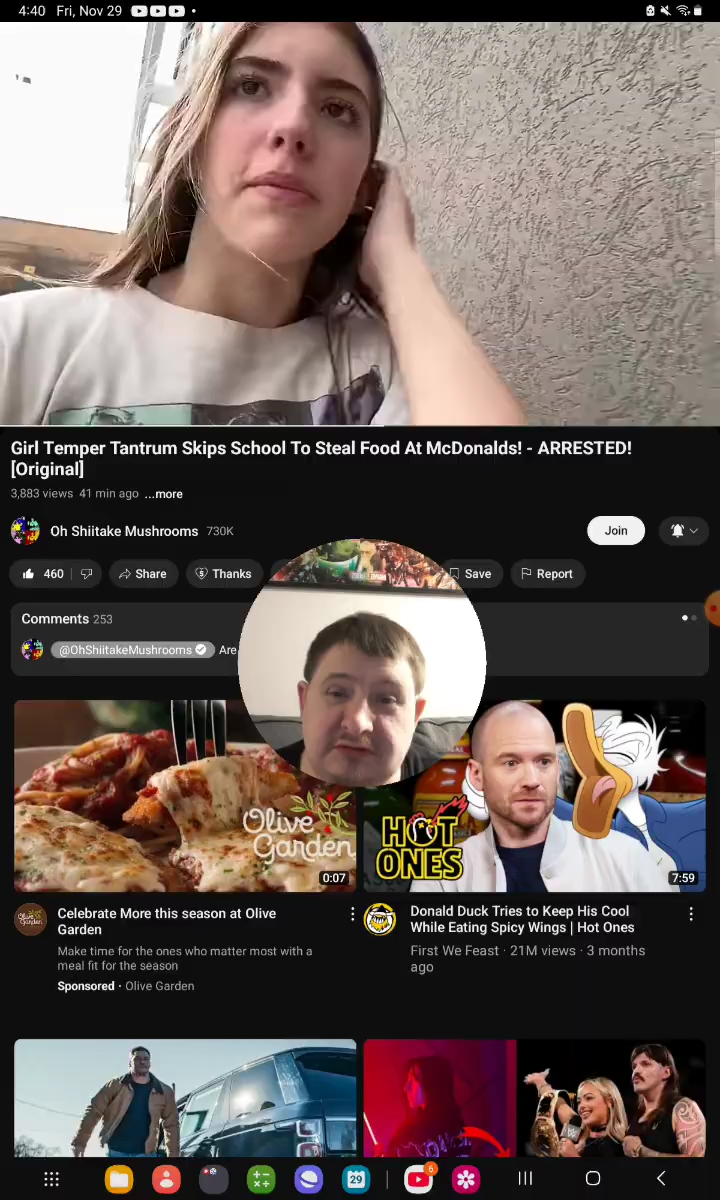 4:40 Fri, Nov 29
Girl Temper Tantrum Skips School To Steal Food At McDonalds! - ARRESTED!
[Original]
3,883 views 41 min ago ...more
Oh Shiitake Mushrooms 730K
Join
460
Share
Thanks
Save
Report
Comments 253
@OhShiitakeMushrooms Are
Olive
Garden
0:07
HOT
ONES
7:59
Celebrate More this season at Olive
Garden
Make time for the ones who matter most with a
meal fit for the season
Sponsored · Olive Garden
Donald Duck Tries to Keep His Cool
While Eating Spicy Wings | Hot Ones
First We Feast · 21M views · 3 months
ago
29
6